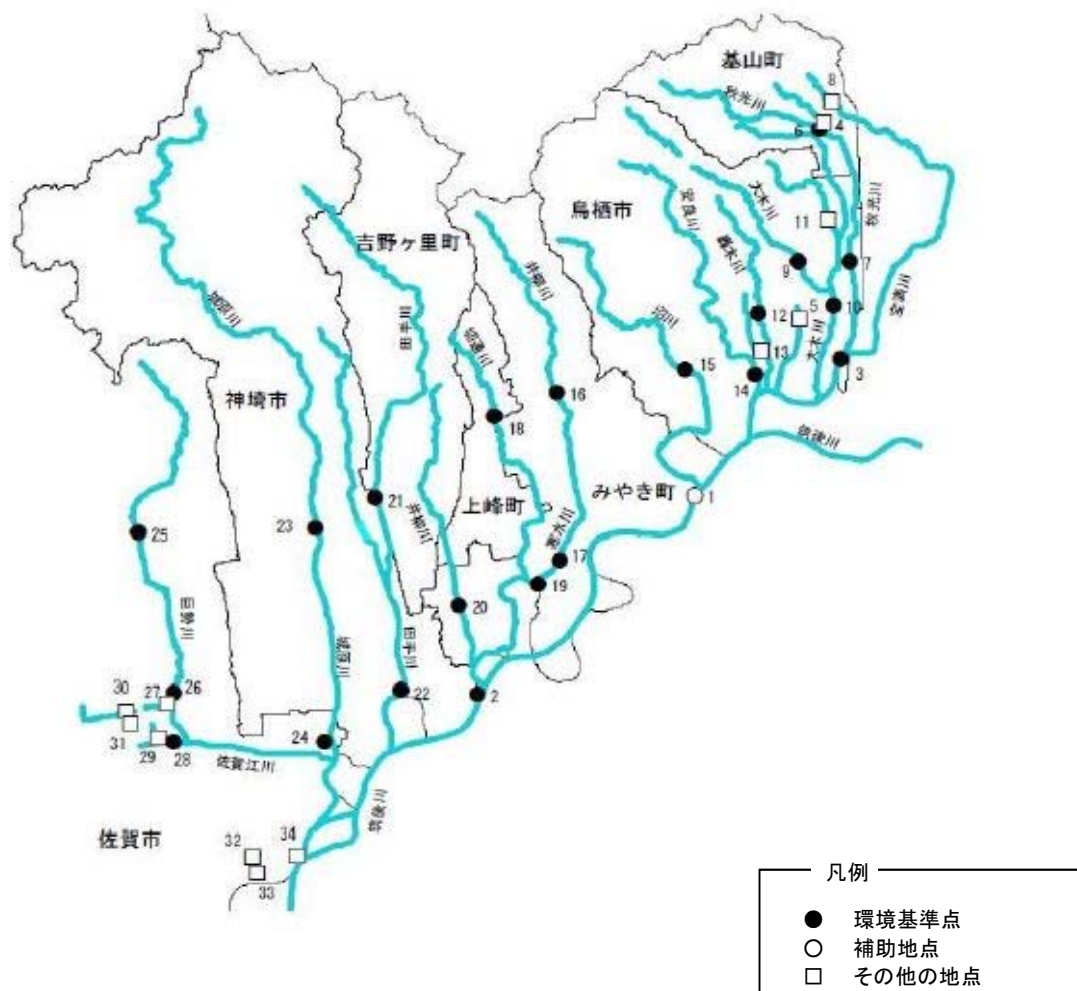 基山町
8
秋光川
6
4
大木川
安良川
鳥栖市
11
秋光川
轟木川
吉野ヶ里町
井柳川
9
7
宝満川
5
10
城原川
田手川
切通川
沼川
12
大木川
13
3
15
14
神埼市
16
筑後川
18
みやき町
1
21
上峰町
25
23
井柳川
寒水川
17
19
20
巨勢川
城原川
田手川
30
27
26
22
2
31
29
28
24
佐賀江川
筑後川
佐賀市
32
34
33
凡例
● 環境基準点
○ 補助地点
□ その他の地点